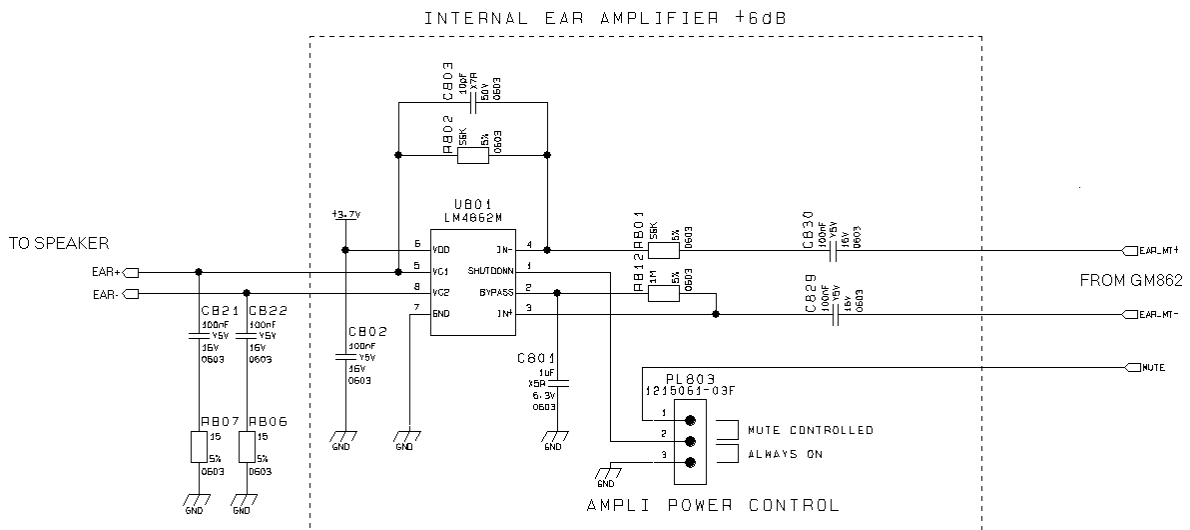 INTERNAL EAR AMPLIFIER +6dB
C803
10pF
X7R
50V
0603
R802
56K
5%
0603
U801
LM4862M
+3.7V
TO SPEAKER
EAR+
EAR-
6 VDD
5 VO1
8 VO2
7 GND
IN- 4
SHUTDOWN 1
BYPASS 2
IN+ 3
R801
56K
5%
0603
R812
1M
5%
0603
C830
100nF
Y5V
16V
0603
C829
100nF
Y5V
16V
0603
EAR_MT+
FROM GM862
EAR_MT-
MUTE
C821
100nF
Y5V
16V
0603
C822
100nF
Y5V
16V
0603
C802
100nF
Y5V
16V
0603
C801
1uF
X5R
6.3V
0603
R807
15
5%
0603
R806
15
5%
0603
GND
GND
GND
GND
GND
GND
PL803
1215061-03F
1
2
3
MUTE CONTROLLED
ALWAYS ON
AMPLI POWER CONTROL